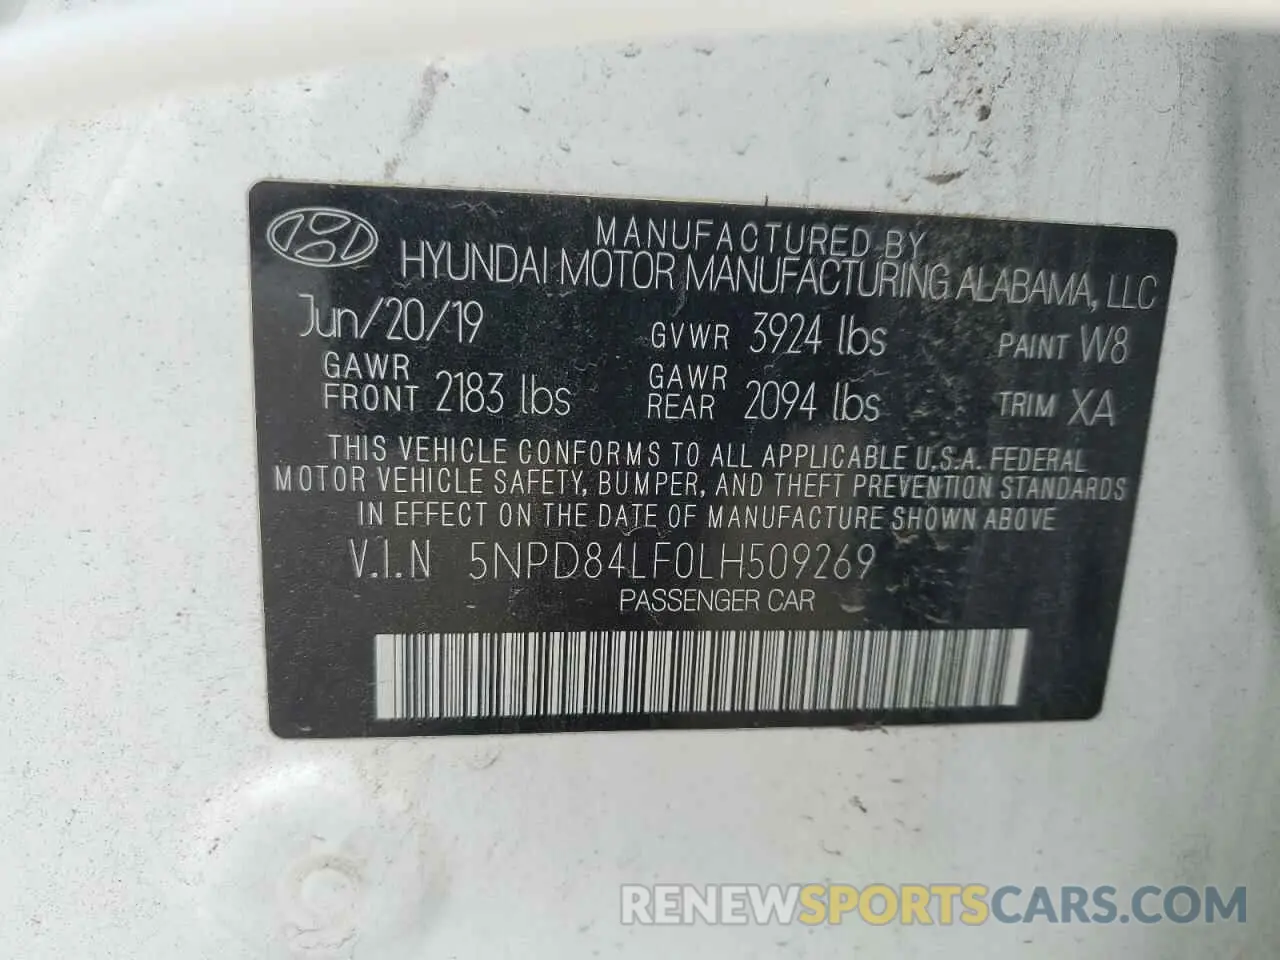 MANUFACTURED BY
HYUNDAI MOTOR MANUFACTURING ALABAMA, LLC
Jun/20/19 GVWR 3924 lbs PAINT W8
GAWR FRONT 2183 lbs GAWR REAR 2094 lbs TRIM XA
THIS VEHICLE CONFORMS TO ALL APPLICABLE U.S.A. FEDERAL
MOTOR VEHICLE SAFETY, BUMPER, AND THEFT PREVENTION STANDARDS
IN EFFECT ON THE DATE OF MANUFACTURE SHOWN ABOVE
V.I.N 5NPD84LF0LH509269
PASSENGER CAR
RENEWSPORTSCARS.COM